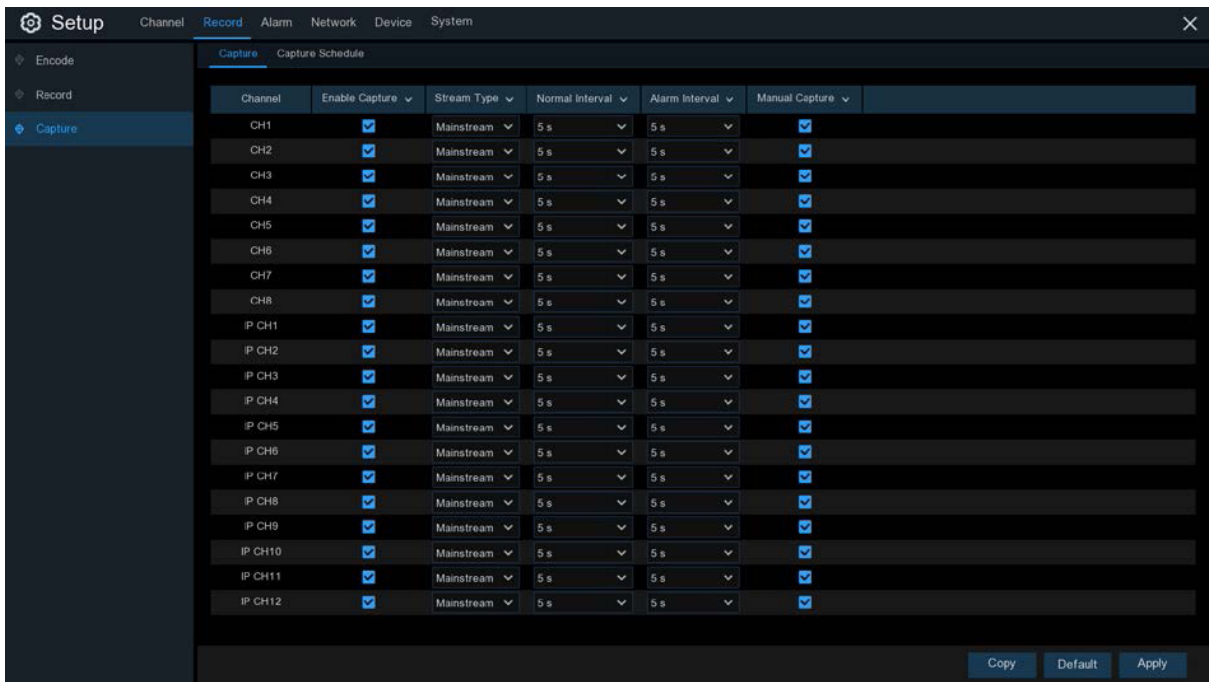 Setup Channel Record Alarm Network Device System
Encode
Record
Capture
Capture Capture Schedule
Channel Enable Capture Stream Type Normal Interval Alarm Interval Manual Capture
CH1 Mainstream 5 s 5 s
CH2 Mainstream 5 s 5 s
CH3 Mainstream 5 s 5 s
CH4 Mainstream 5 s 5 s
CH5 Mainstream 5 s 5 s
CH6 Mainstream 5 s 5 s
CH7 Mainstream 5 s 5 s
CH8 Mainstream 5 s 5 s
IP CH1 Mainstream 5 s 5 s
IP CH2 Mainstream 5 s 5 s
IP CH3 Mainstream 5 s 5 s
IP CH4 Mainstream 5 s 5 s
IP CH5 Mainstream 5 s 5 s
IP CH6 Mainstream 5 s 5 s
IP CH7 Mainstream 5 s 5 s
IP CH8 Mainstream 5 s 5 s
IP CH9 Mainstream 5 s 5 s
IP CH10 Mainstream 5 s 5 s
IP CH11 Mainstream 5 s 5 s
IP CH12 Mainstream 5 s 5 s
Copy Default Apply